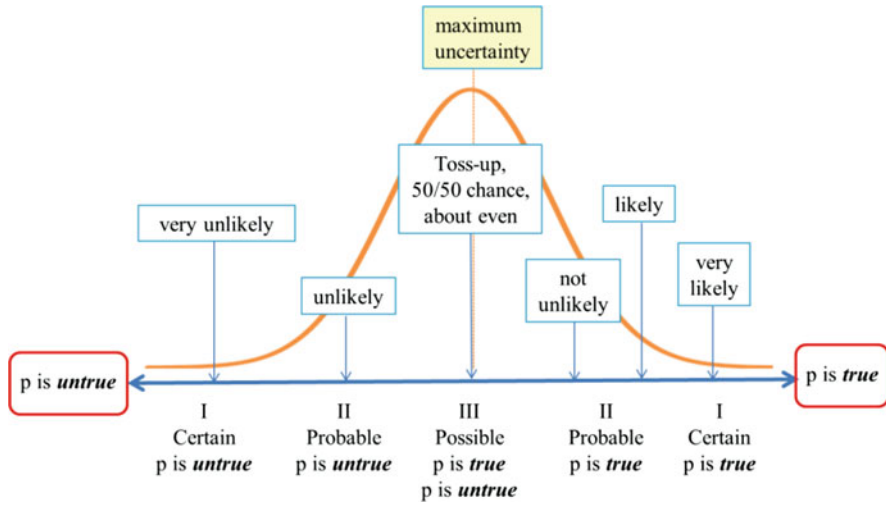 maximum
uncertainty
Toss-up,
50/50 chance,
about even
very unlikely
likely
unlikely
not
unlikely
very
likely
p is untrue
p is true
I
Certain
p is untrue
II
Probable
p is untrue
III
Possible
p is true
p is untrue
II
Probable
p is true
I
Certain
p is true